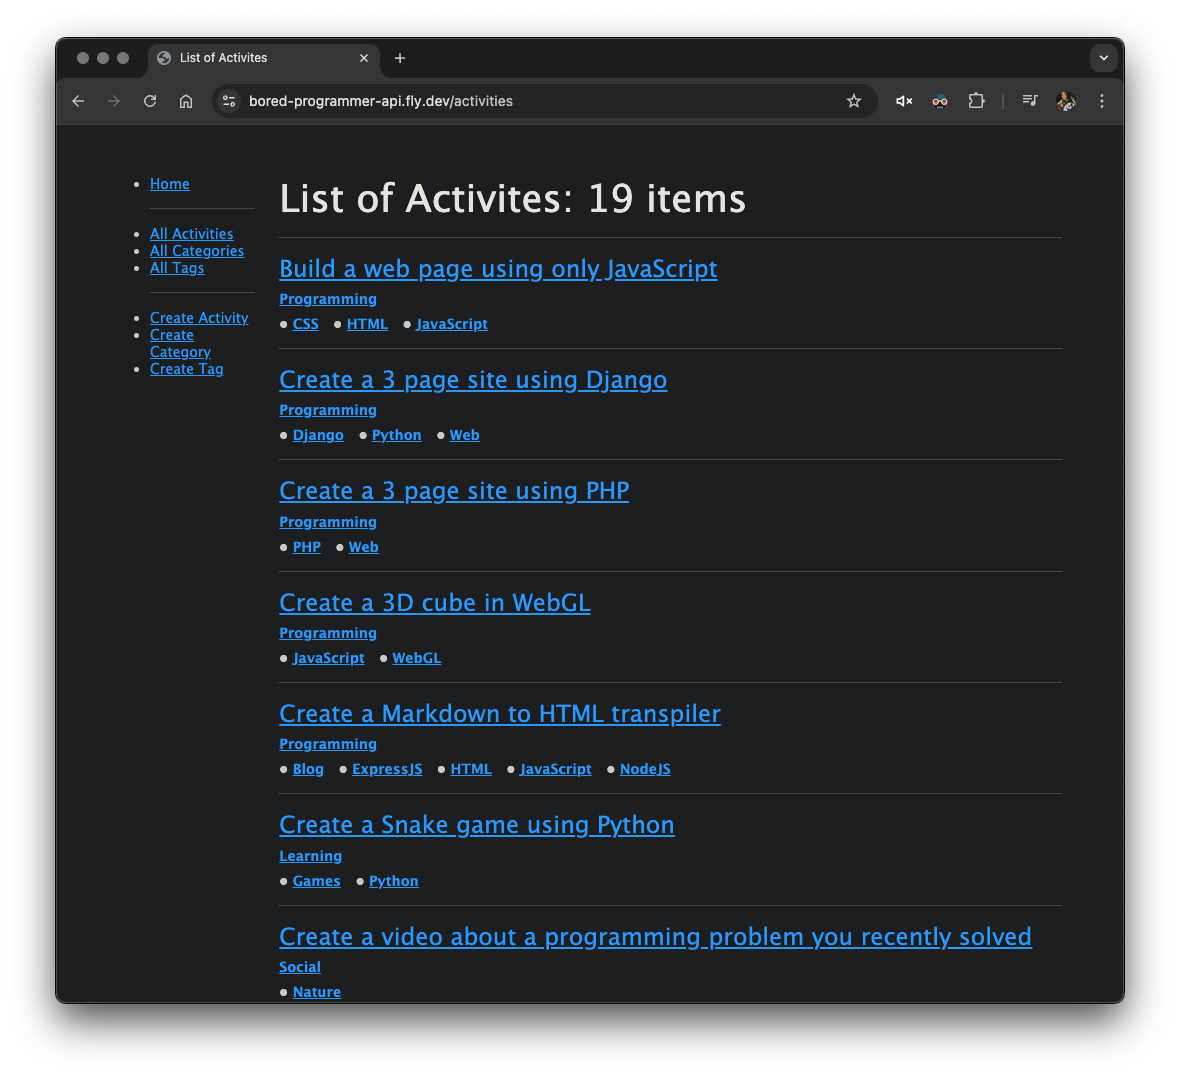 List of Activites
bored-programmer-api.fly.dev/activities
Home
All Activities
All Categories
All Tags
Create Activity
Create
Category
Create Tag
List of Activites: 19 items
Build a web page using only JavaScript
Programming
CSS HTML JavaScript
Create a 3 page site using Django
Programming
Django Python Web
Create a 3 page site using PHP
Programming
PHP Web
Create a 3D cube in WebGL
Programming
JavaScript WebGL
Create a Markdown to HTML transpiler
Programming
Blog ExpressJS HTML JavaScript NodeJS
Create a Snake game using Python
Learning
Games Python
Create a video about a programming problem you recently solved
Social
Nature